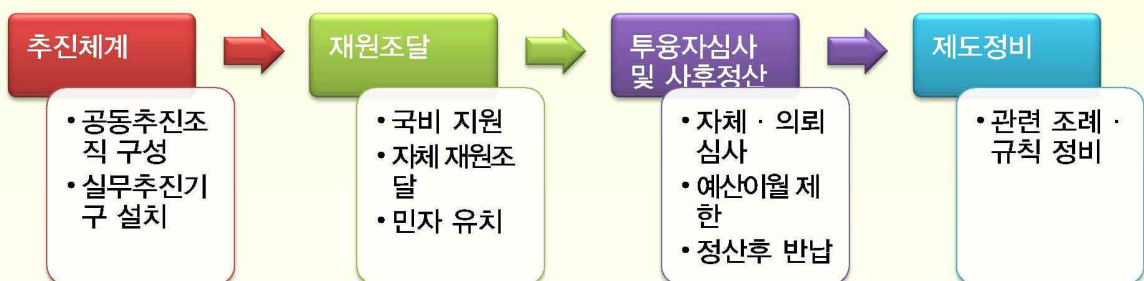 추진체계
• 공동추진조
직 구성
• 실무추진기
구 설치
재원조달
• 국비 지원
• 자체 재원조
달
• 민자 유치
투융자심사
및 사후정산
• 자체 · 의뢰
심사
• 예산이월 제
한
• 정산후 반납
제도정비
• 관련 조례 ·
규칙 정비